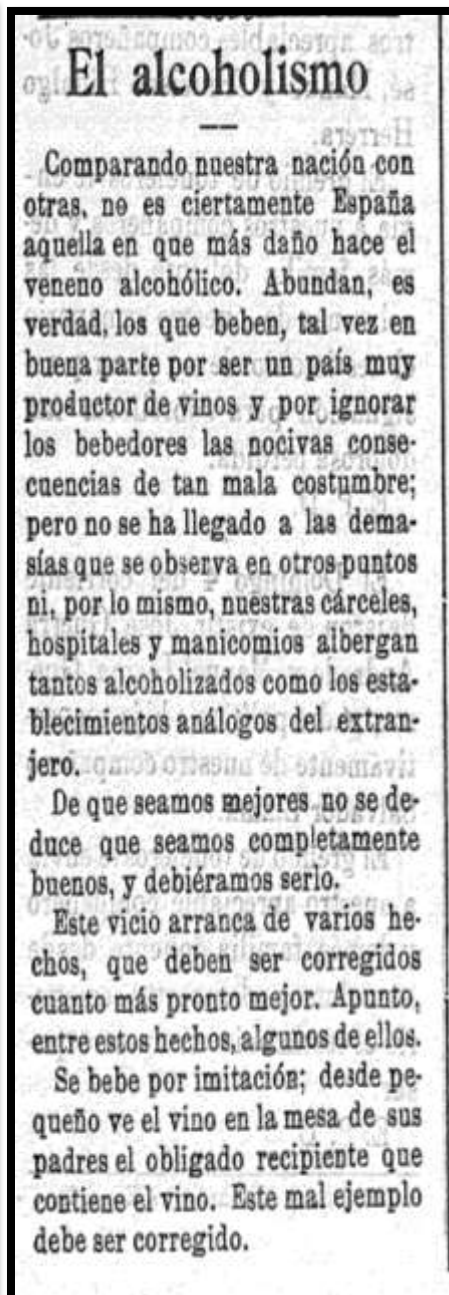 El alcoholismo
Comparando nuestra nación con
otras, no es ciertamente España
aquella en que más daño hace el
veneno alcohólico. Abundan, es
verdad, los que beben, tal vez en
buena parte por ser un país muy
productor de vinos y por ignorar
los bebedores las nocivas conse-
cuencias de tan mala costumbre;
pero no se ha llegado a las dema-
sías que se observa en otros puntos
ni, por lo mismo, nuestras cárceles,
hospitales y manicomios albergan
tantos alcoholizados como los esta-
blecimientos análogos del extran-
jero.
De que seamos mejores no se de-
duce que seamos completamente
buenos, y debiéramos serlo.
Este vicio arranca de varios he-
chos, que deben ser corregidos
cuanto más pronto mejor. Apunto,
entre estos hechos, algunos de ellos.
Se bebe por imitación; desde pe-
queño ve el vino en la mesa de sus
padres el obligado recipiente que
contiene el vino. Este mal ejemplo
debe ser corregido.